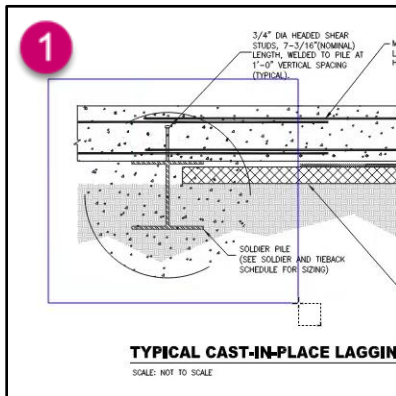 1
3/4" DIA HEADED SHEAR
STUDS, 7-3/16"(NOMINAL)
LENGTH, WELDED TO PILE AT
1'-0" VERTICAL SPACING
(TYPICAL).
M
L
H
SOLDIER PILE
(SEE SOLDIER AND TIEBACK
SCHEDULE FOR SIZING)
TYPICAL CAST-IN-PLACE LAGGIN
SCALE: NOT TO SCALE